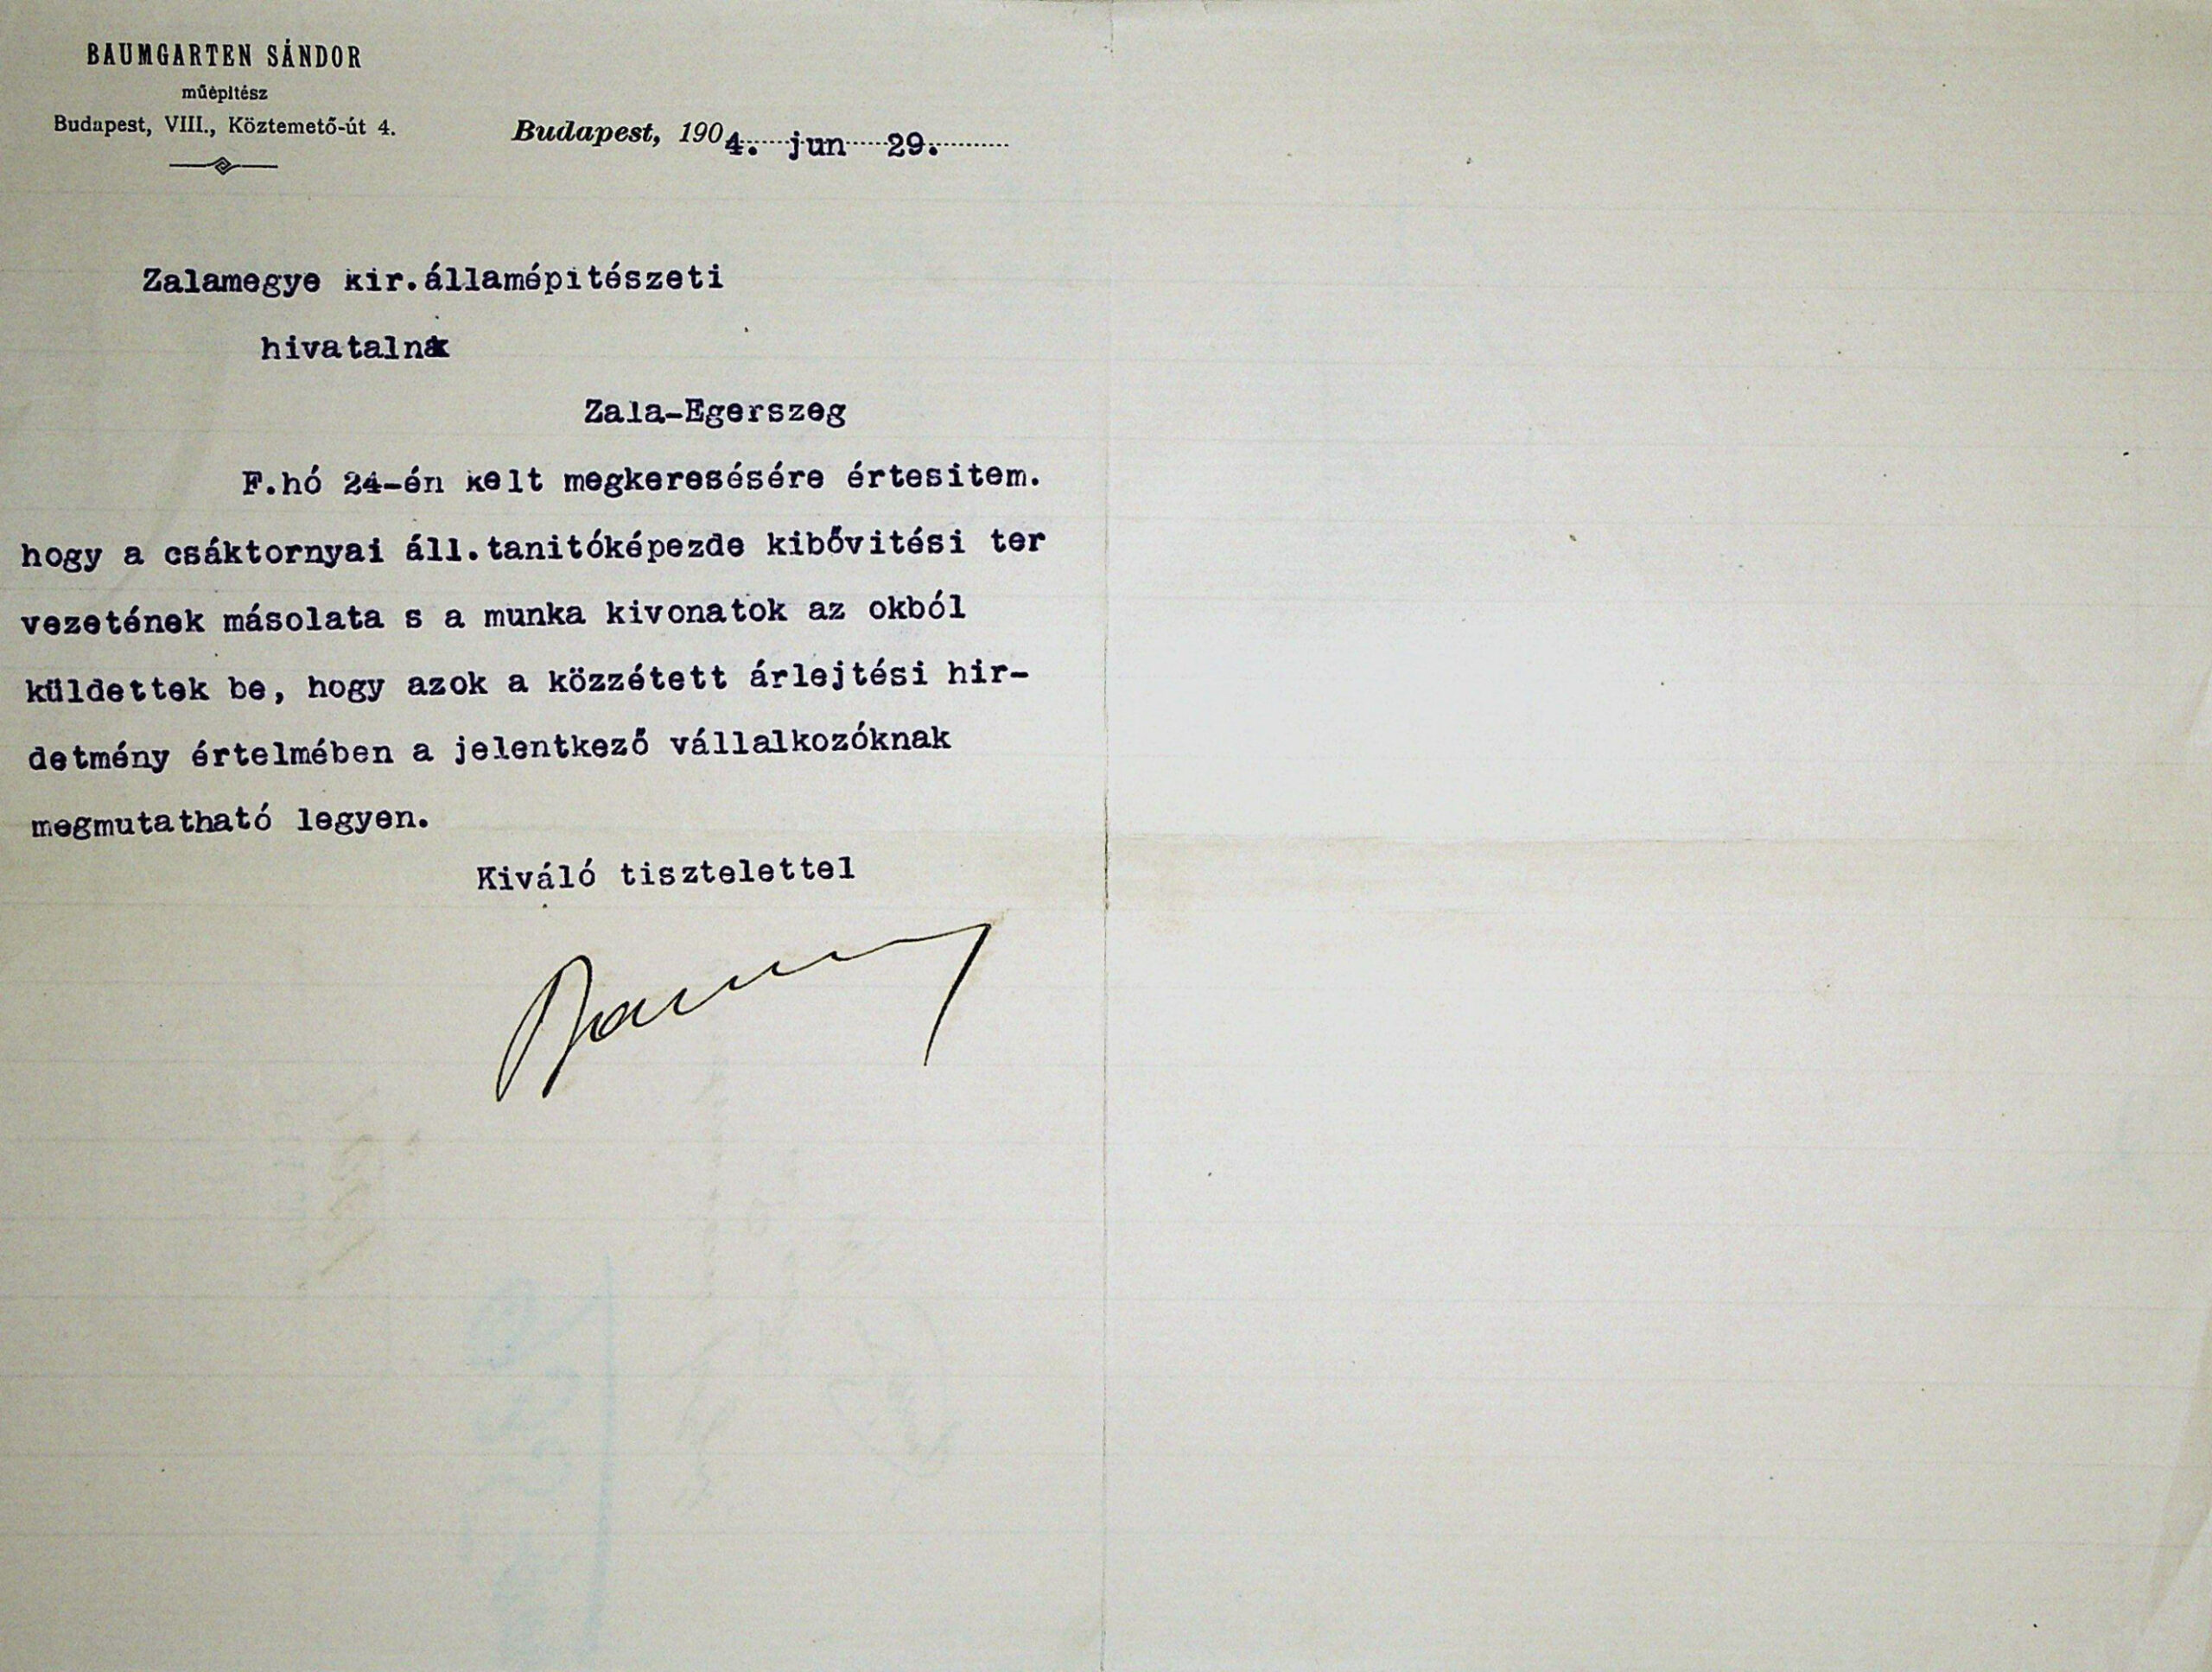 BAUMGARTEN SÁNDOR
műépítész
Budapest, VIII., Köztemető-út 4.
Budapest, 1904. jun 29.
Zalamegye kir.államépitészeti
hivatalnak
Zala-Egerszeg
F.hó 24-én kelt megkeresésére értesitem.
hogy a csáktornyai áll.tanitóképezde kibővitési ter
vezetének másolata s a munka kivonatok az okból
küldettek be, hogy azok a közzétett árlejtési hir-
detmény értelmében a jelentkező vállalkozóknak
megmutatható legyen.
Kiváló tisztelettel